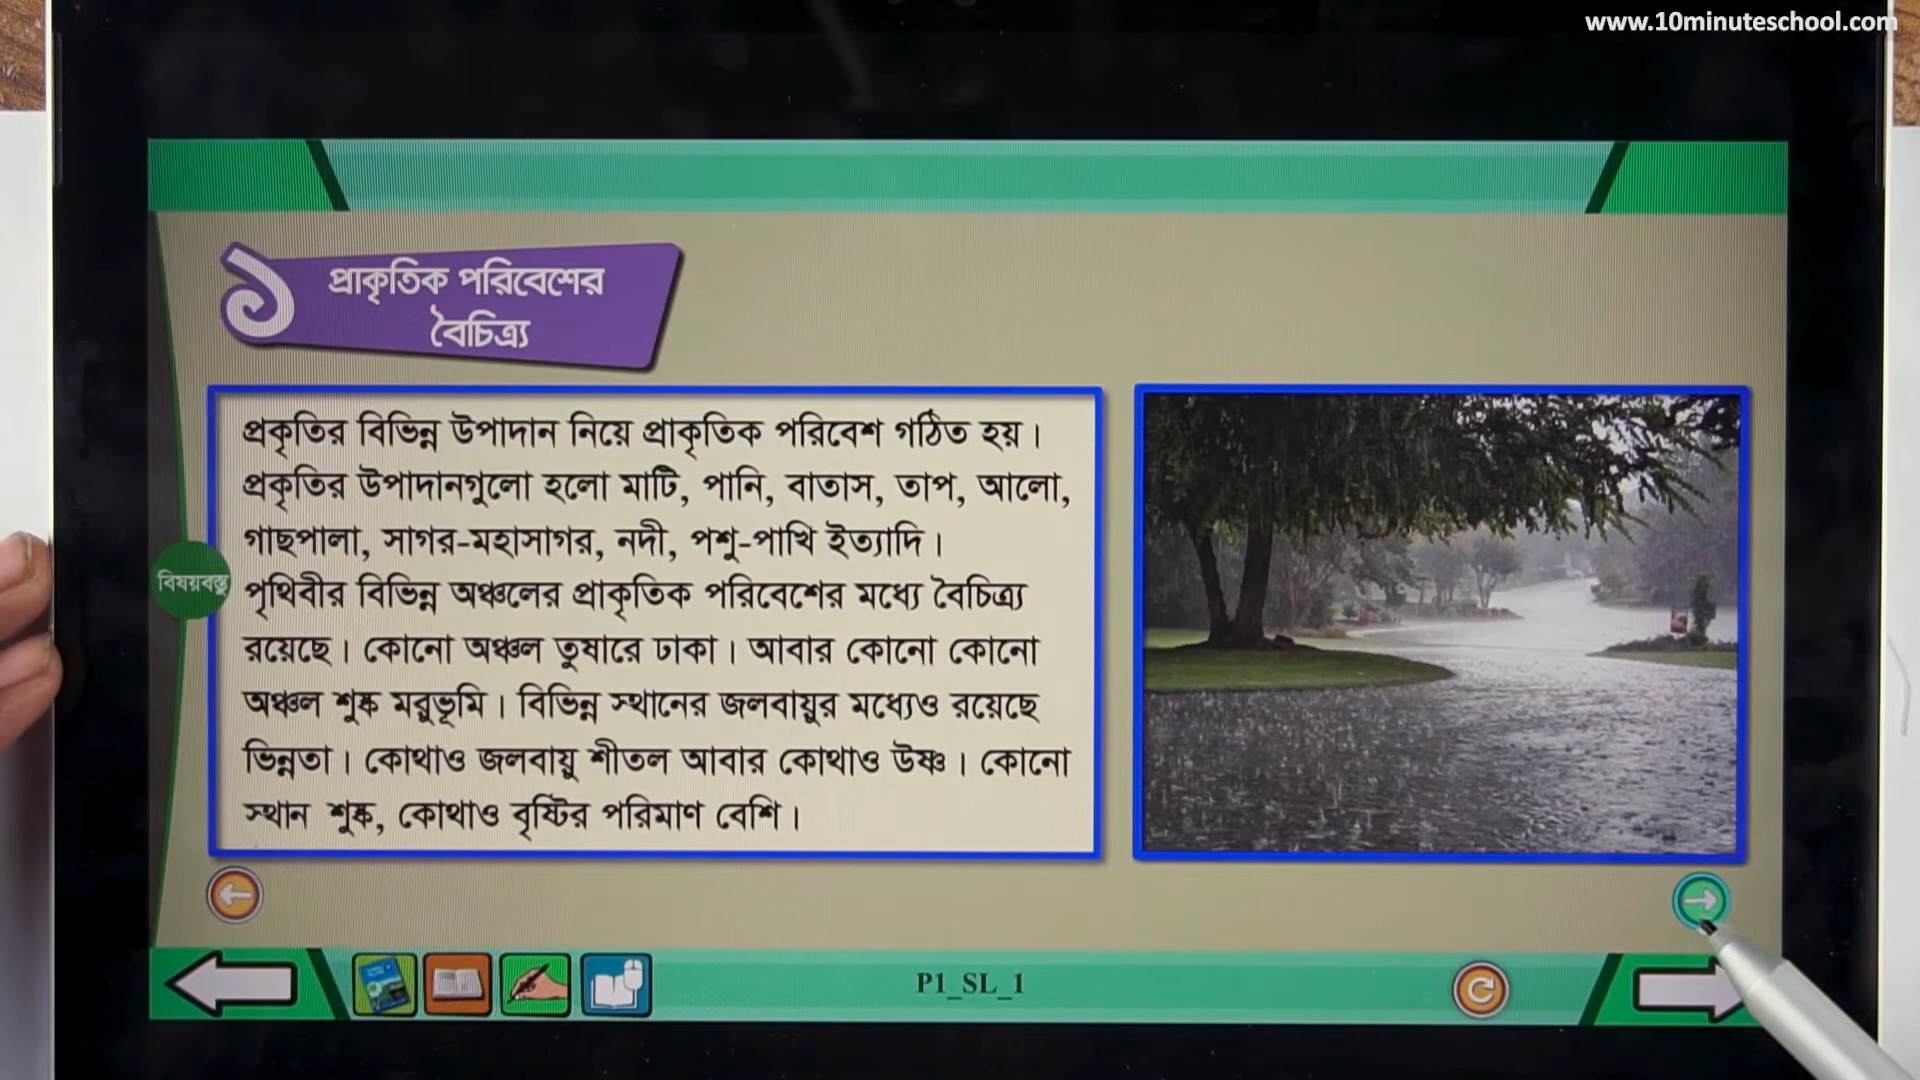 www.10minuteschool.com
১
প্রাকৃতিক পরিবেশের
বৈচিত্র্য
প্রকৃতির বিভিন্ন উপাদান নিয়ে প্রাকৃতিক পরিবেশ গঠিত হয়।
প্রকৃতির উপাদানগুলো হলো মাটি, পানি, বাতাস, তাপ, আলো,
গাছপালা, সাগর-মহাসাগর, নদী, পশু-পাখি ইত্যাদি।
পৃথিবীর বিভিন্ন অঞ্চলের প্রাকৃতিক পরিবেশের মধ্যে বৈচিত্র্য
রয়েছে। কোনো অঞ্চল তুষারে ঢাকা। আবার কোনো কোনো
অঞ্চল শুষ্ক মরুভূমি। বিভিন্ন স্থানের জলবায়ুর মধ্যেও রয়েছে
ভিন্নতা। কোথাও জলবায়ু শীতল আবার কোথাও উষ্ণ। কোনো
স্থান শুষ্ক, কোথাও বৃষ্টির পরিমাণ বেশি।
বিষয়বস্তু
P1_SL_1